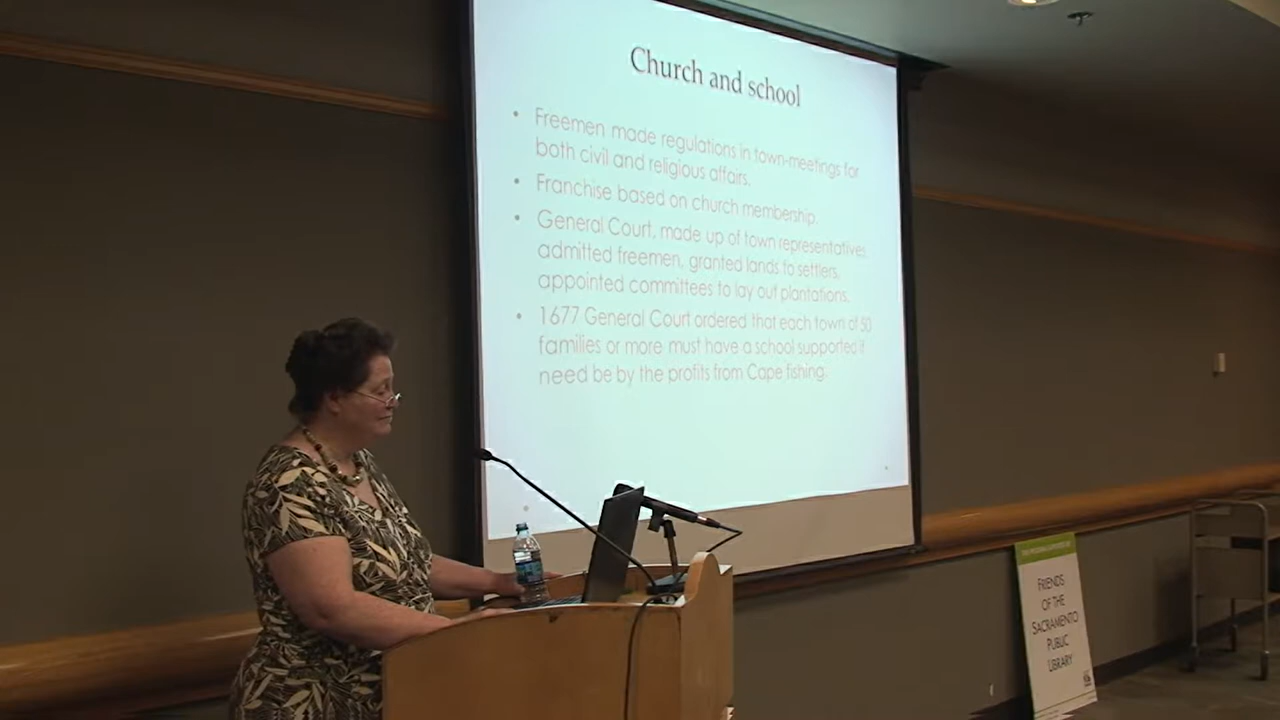 Church and school
• Freemen made regulations in town-meetings for
both civil and religious affairs.
• Franchise based on church membership.
• General Court, made up of town representatives,
admitted freemen, granted lands to settlers,
appointed committees to lay out plantations.
• 1677 General Court ordered that each town of 50
families or more must have a school supported if
need be by the profits from Cape fishing.
FRIENDS
OF THE
SACRAMENTO
PUBLIC
LIBRARY